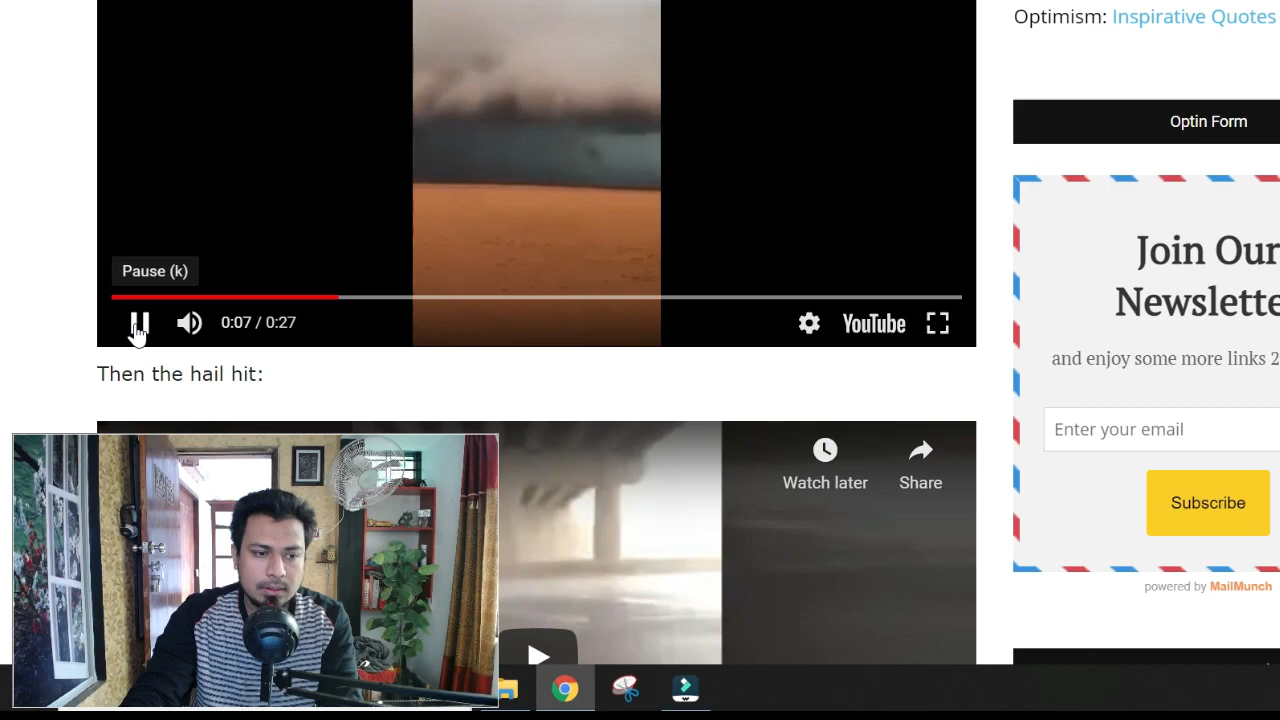 Optimism: Inspirative Quotes
Optin Form
Pause (k)
0:07 / 0:27
YouTube
Then the hail hit:
Join Our
Newslette
and enjoy some more links 2
Enter your email
Watch later
Share
Subscribe
powered by MailMunch